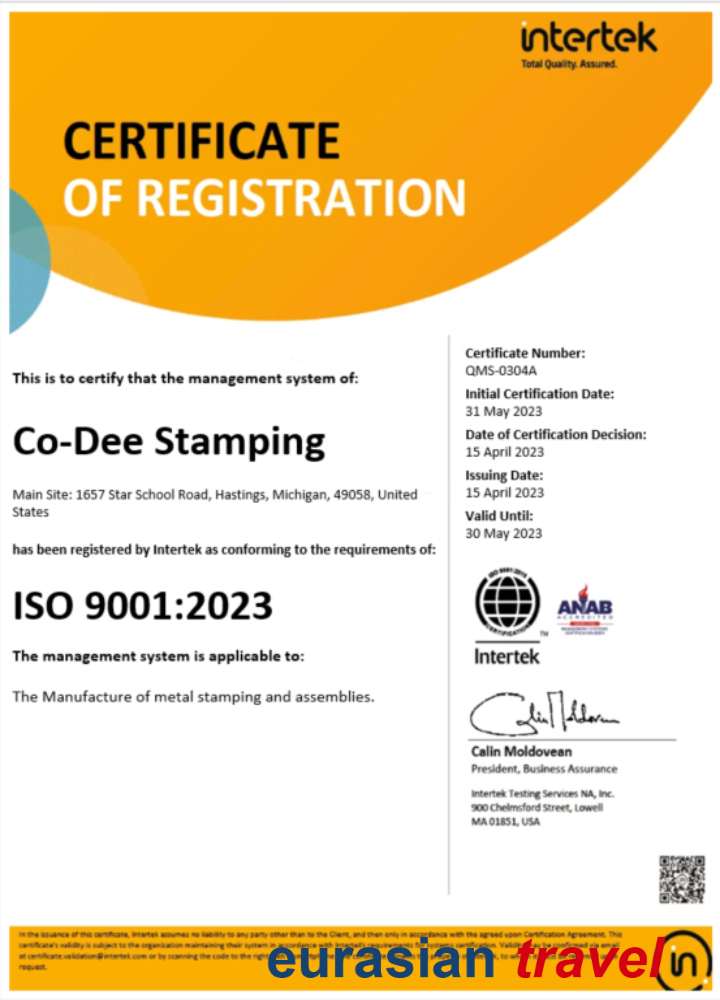 intertek
Total Quality. Assured.
CERTIFICATE
OF REGISTRATION
This is to certify that the management system of:
Co-Dee Stamping
Main Site: 1657 Star School Road, Hastings, Michigan, 49058, United
States
has been registered by Intertek as conforming to the requirements of:
ISO 9001:2023
The management system is applicable to:
The Manufacture of metal stamping and assemblies.
Certificate Number:
QMS-0304A
Initial Certification Date:
31 May 2023
Date of Certification Decision:
15 April 2023
Issuing Date:
15 April 2023
Valid Until:
30 May 2023
ANAB
ACCREDITED
TM
Intertek
Calin Moldovean
President, Business Assurance
Intertek Testing Services NA, Inc.
900 Chelmsford Street, Lowell
MA 01851, USA
In the issuance of this certificate, Intertek assumes no liability to any party other than to the Client, and then only in accordance with the agreed upon Certification Agreement. This
certificate's validity is subject to the organization maintaining their system in accordance with Intertek's requirements for systems certification. Validity may be confirmed via email
at certificate.validation@intertek.com or by scanning the code to the right
request.
eurasian travel
in